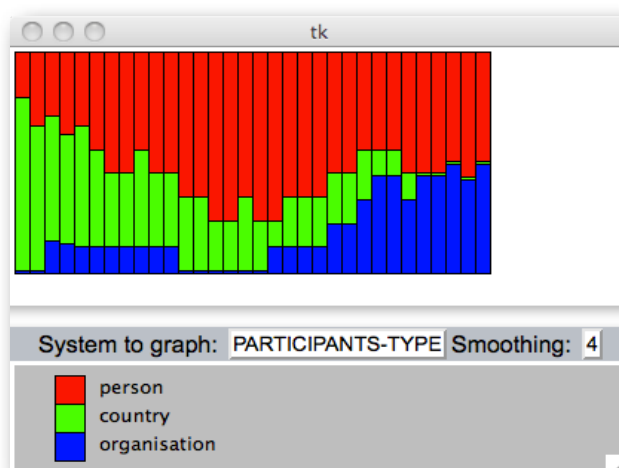 tk
System to graph: PARTICIPANTS-TYPE Smoothing: 4
person
country
organisation